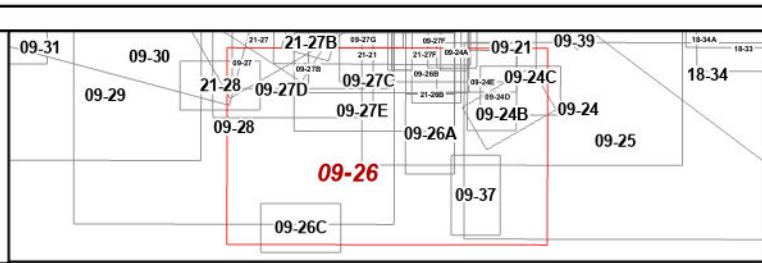 09-31
09-30
21-27
21-27B
09-27G
21-21
09-27F
21-27F
09-24A
09-21
09-39
18-34A
18-33
09-29
21-28
09-27
09-27B
09-27D
09-27C
09-26B
09-24E
09-24C
18-34
09-28
09-27E
21-26B
09-24D
09-24B
09-24
09-26A
09-25
09-26
09-37
09-26C